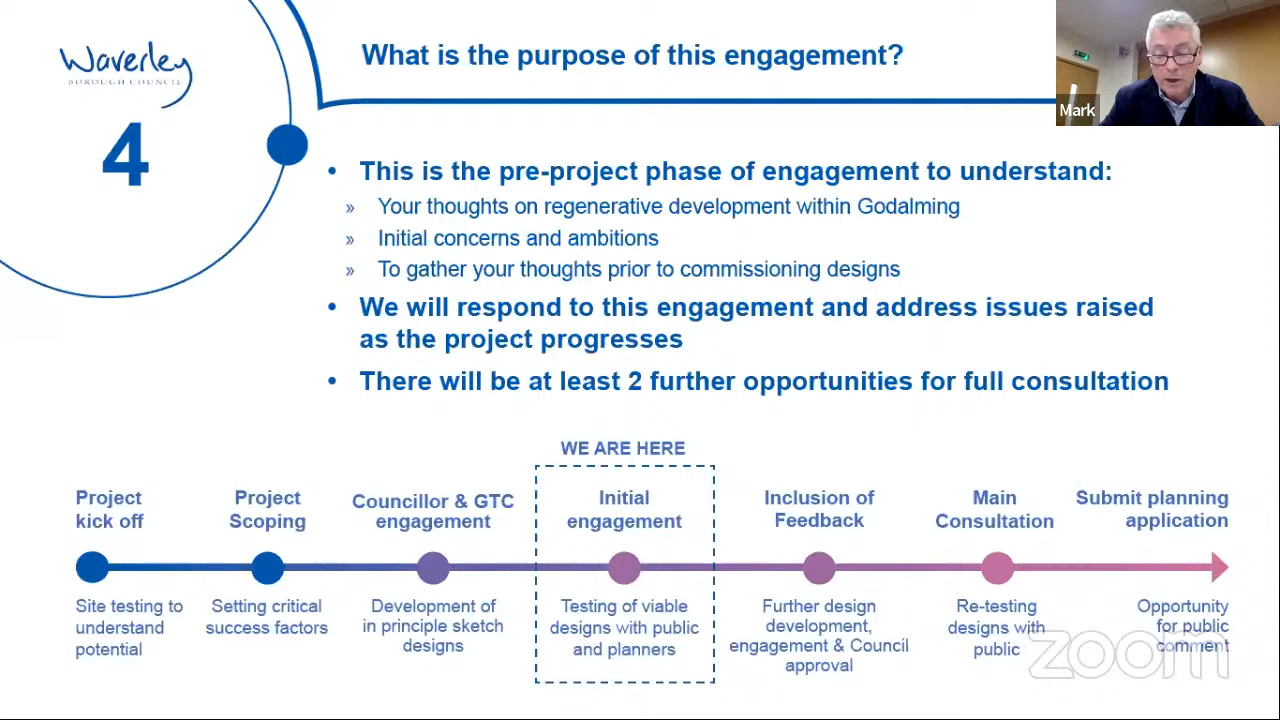 Waverley
BOROUGH COUNCIL
4
What is the purpose of this engagement?
Mark
• This is the pre-project phase of engagement to understand:
» Your thoughts on regenerative development within Godalming
» Initial concerns and ambitions
» To gather your thoughts prior to commissioning designs
• We will respond to this engagement and address issues raised
as the project progresses
• There will be at least 2 further opportunities for full consultation
WE ARE HERE
Project
kick off
Site testing to
understand
potential
Project
Scoping
Setting critical
success factors
Councillor & GTC
engagement
Development of
in principle sketch
designs
Initial
engagement
Testing of viable
designs with public
and planners
Inclusion of
Feedback
Further design
development,
engagement & Council
approval
Main
Consultation
Re-testing
designs with
public
Submit planning
application
Opportunity
for public
comment
zoom